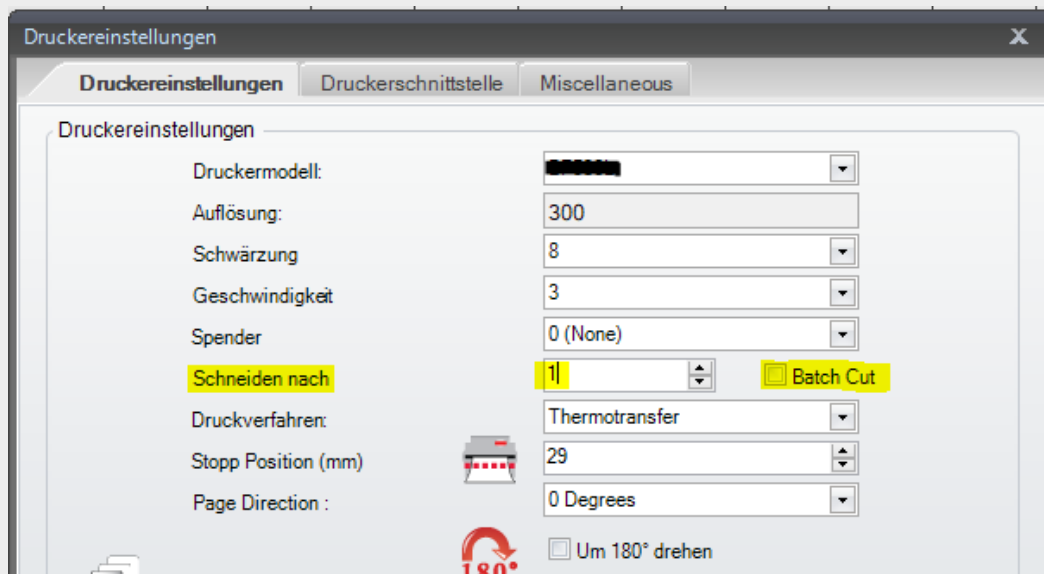 Druckereinstellungen X
Druckereinstellungen Druckerschnittstelle Miscellaneous
Druckereinstellungen
Druckermodell:
Auflösung: 300
Schwärzung 8
Geschwindigkeit 3
Spender 0 (None)
Schneiden nach 1 Batch Cut
Druckverfahren: Thermotransfer
Stopp Position (mm) 29
Page Direction : 0 Degrees
Um 180° drehen
180°